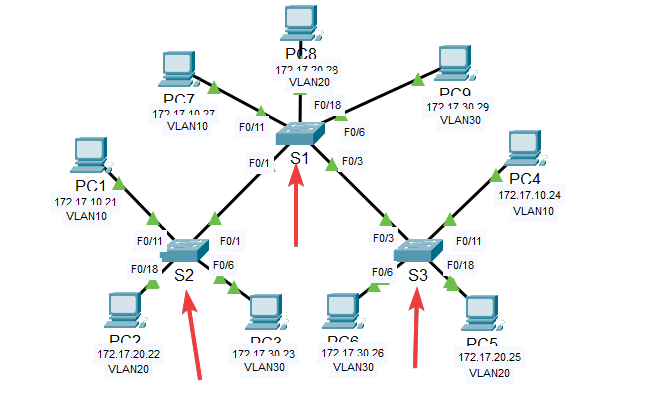 PC8
172.17.20.28
VLAN20
PC7
172.17.10.27
VLAN10
PC9
172.17.30.29
VLAN30
F0/18
F0/11
F0/6
S1
F0/1
F0/3
PC1
172.17.10.21
VLAN10
PC4
172.17.10.24
VLAN10
F0/11
F0/1
F0/3
F0/11
F0/18
F0/6
S2
F0/6
F0/18
S3
PC2
172.17.20.22
VLAN20
PC3
172.17.30.23
VLAN30
PC6
172.17.30.26
VLAN30
PC5
172.17.20.25
VLAN20